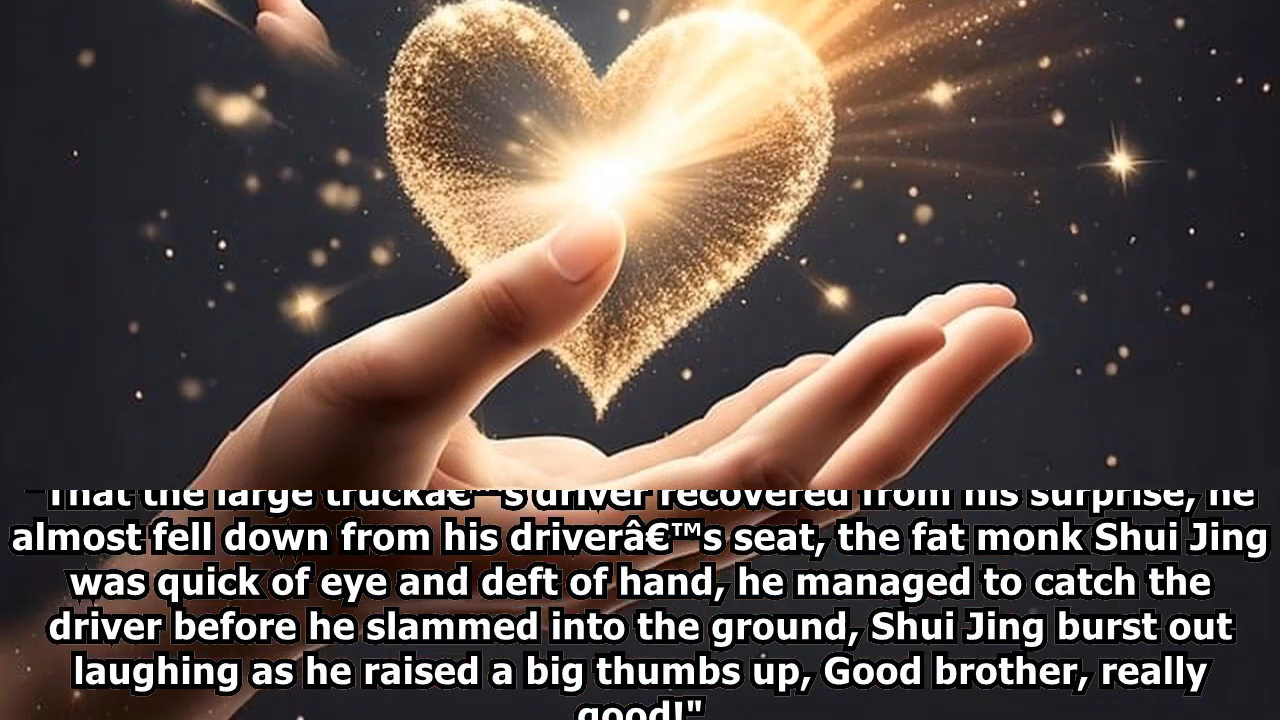 "That the large truckâ€™s driver recovered from his surprise, he
almost fell down from his driverâ€™s seat, the fat monk Shui Jing
was quick of eye and deft of hand, he managed to catch the
driver before he slammed into the ground, Shui Jing burst out
laughing as he raised a big thumbs up, Good brother, really
good!"